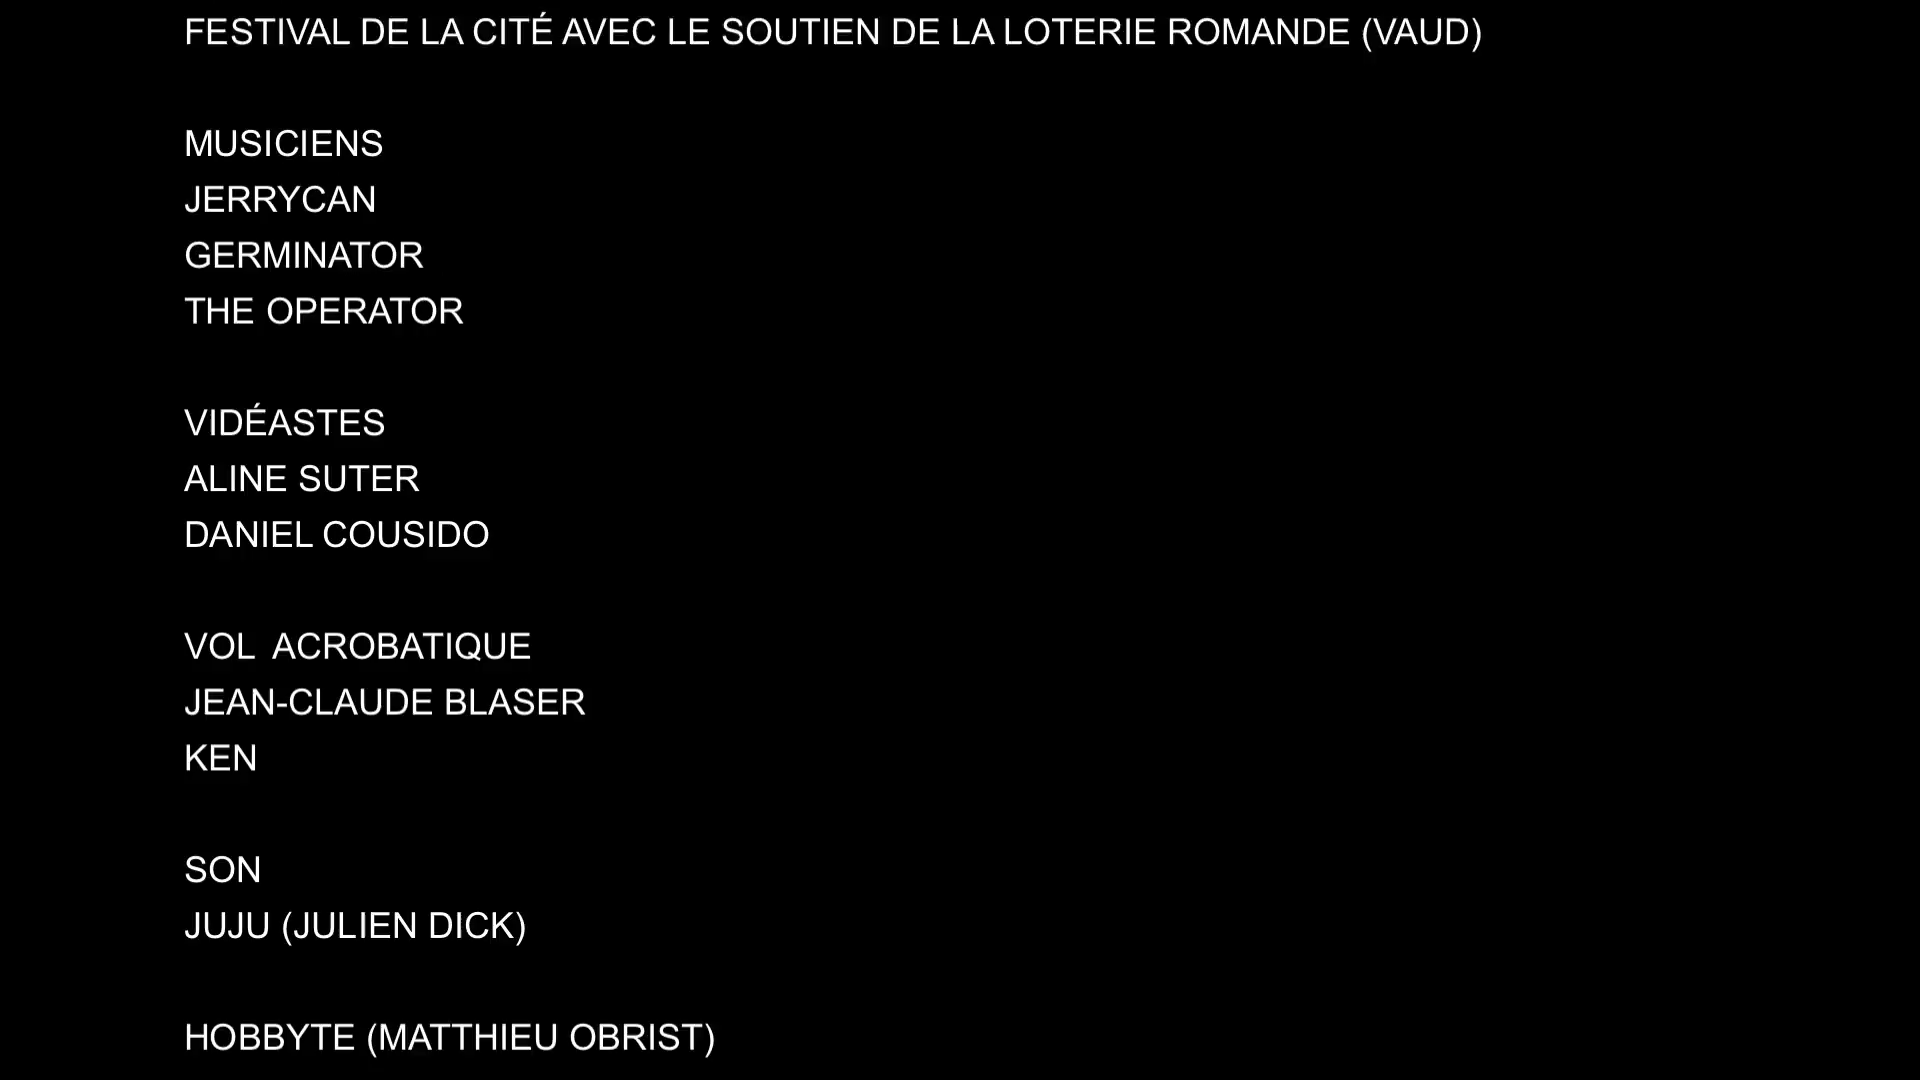 FESTIVAL DE LA CITÉ AVEC LE SOUTIEN DE LA LOTERIE ROMANDE (VAUD)
MUSICIENS
JERRYCAN
GERMINATOR
THE OPERATOR
VIDÉASTES
ALINE SUTER
DANIEL COUSIDO
VOL ACROBATIQUE
JEAN-CLAUDE BLASER
KEN
SON
JUJU (JULIEN DICK)
HOBBYTE (MATTHIEU OBRIST)